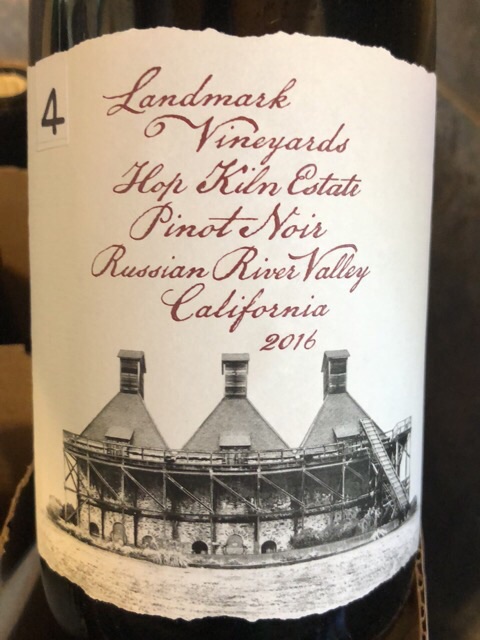 4
Landmark
Vineyards
Hop Kiln Estate
Pinot Noir
Russian River Valley
California
2016